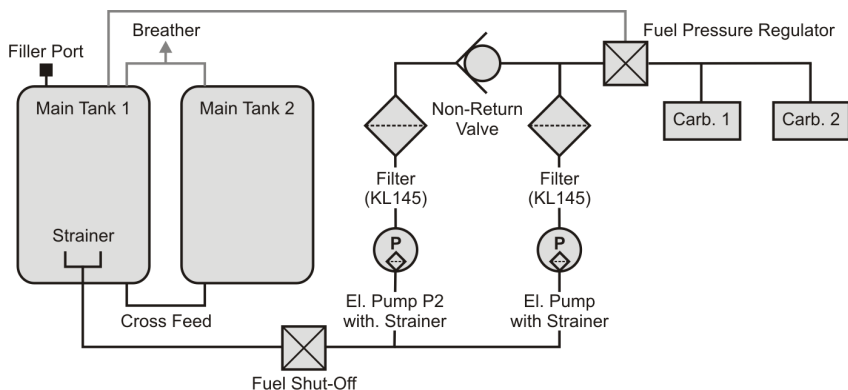 Breather
Fuel Pressure Regulator
Filler Port
Main Tank 1
Main Tank 2
Non-Return
Valve
Carb. 1
Carb. 2
Filter
(KL145)
Filter
(KL145)
Strainer
P
P
El. Pump P2
with. Strainer
El. Pump
with Strainer
Cross Feed
Fuel Shut-Off